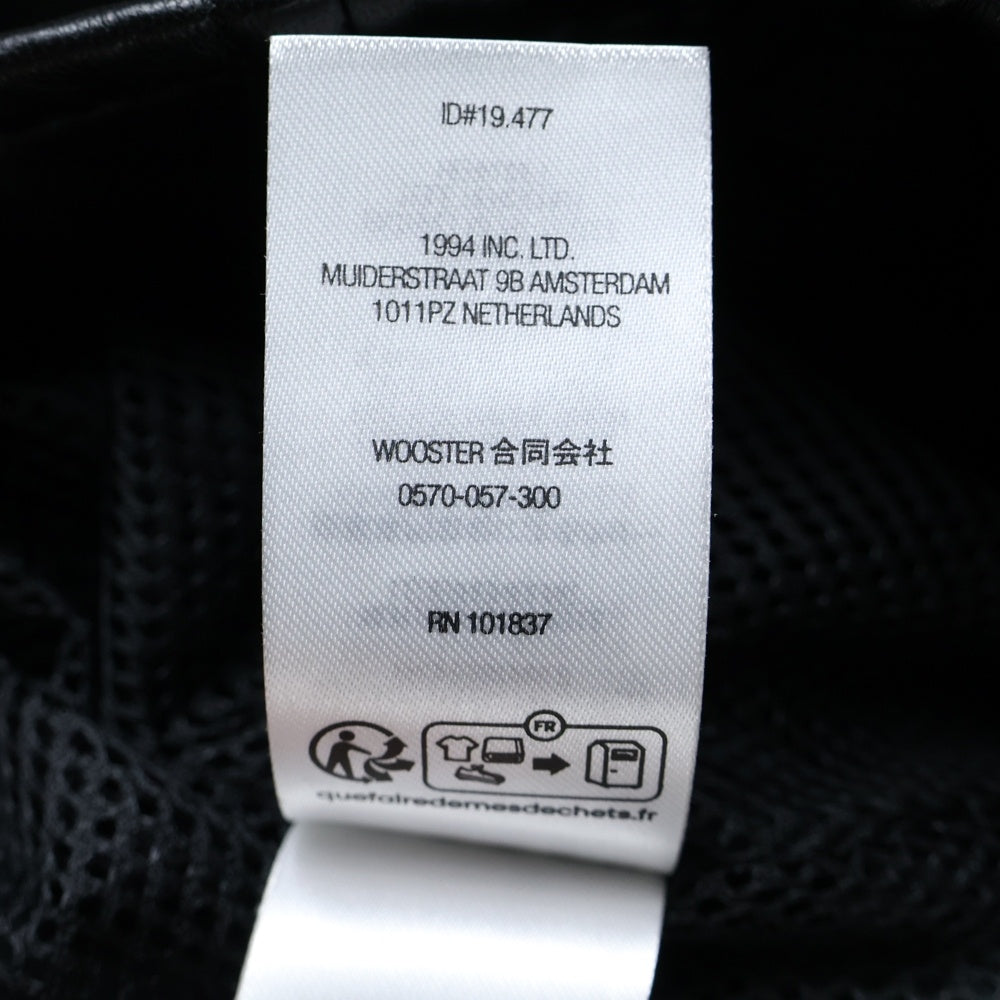 ID#19.477
1994 INC. LTD.
MUIDERSTRAAT 9B AMSTERDAM
1011PZ NETHERLANDS
WOOSTER 合同会社
0570-057-300
RN 101837
FR
quefairedemesdechets.fr